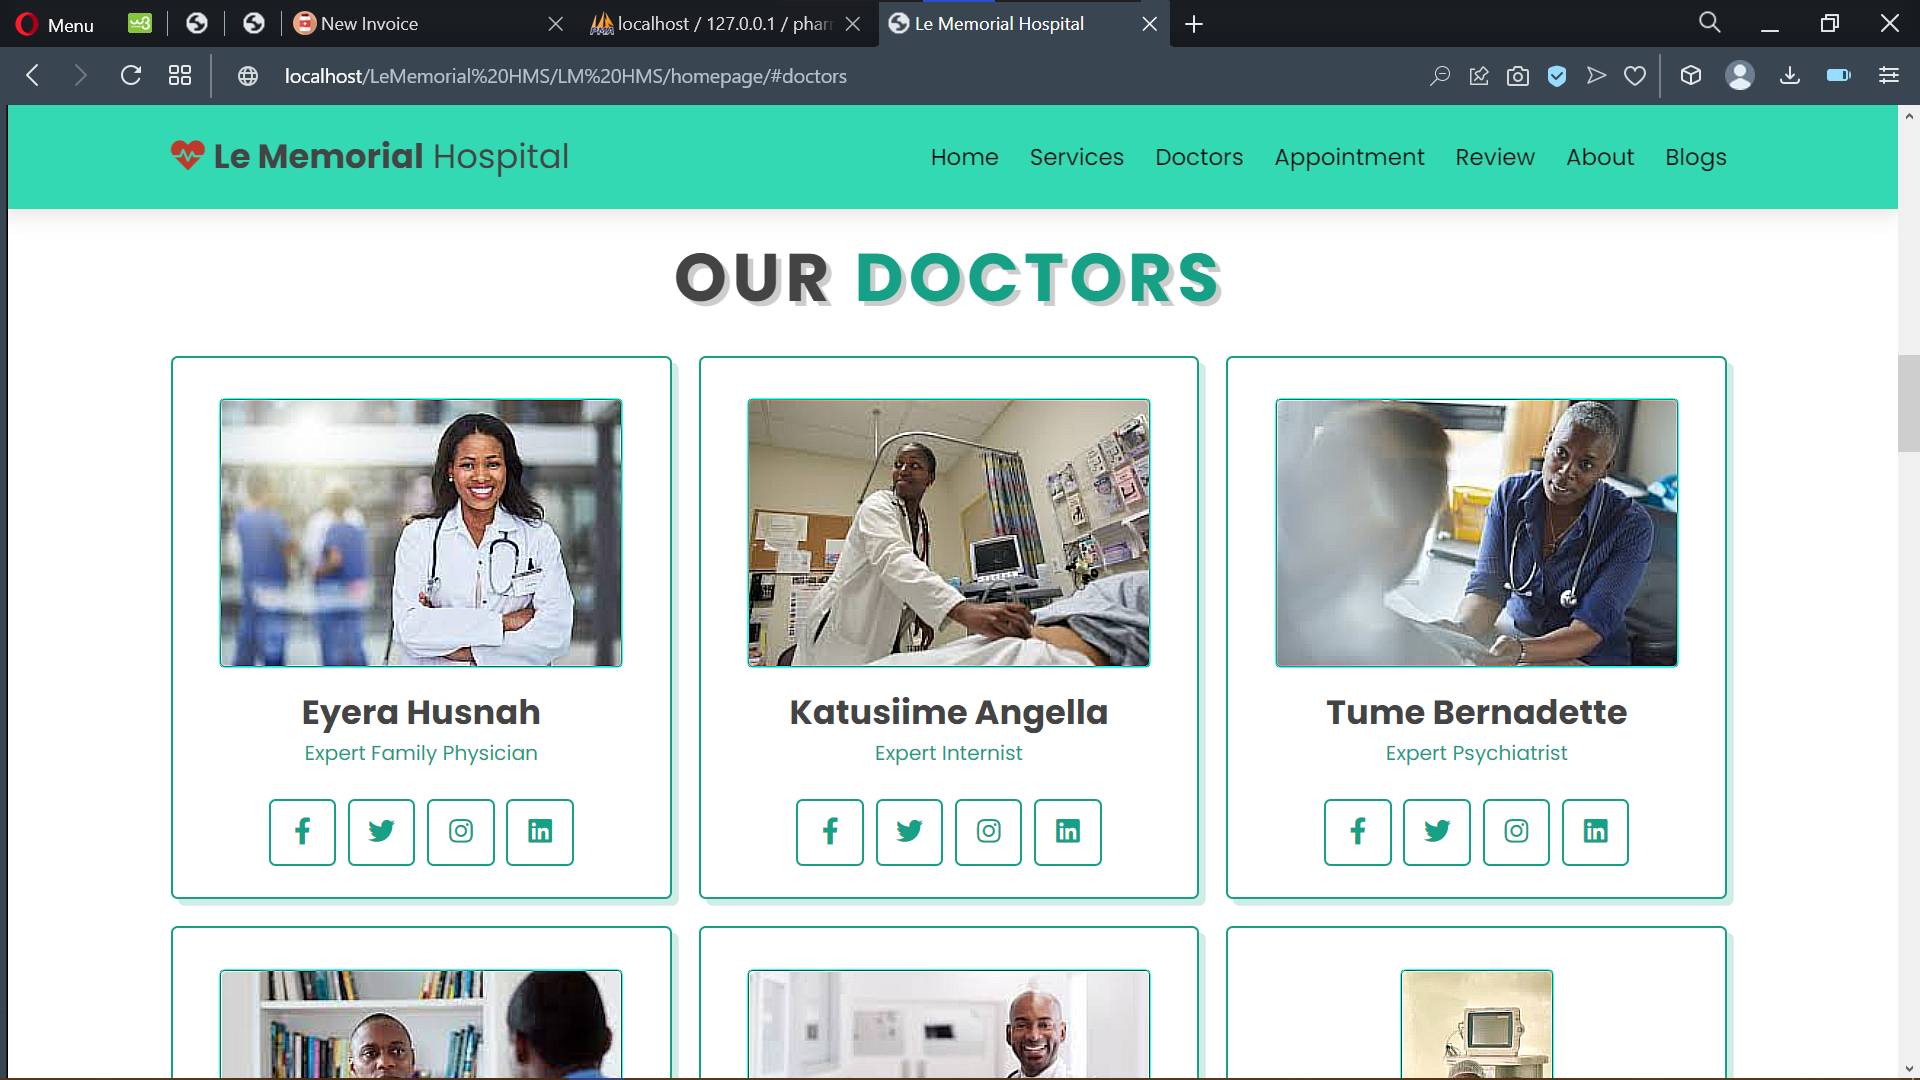 Menu
New Invoice
localhost / 127.0.0.1 / phar
Le Memorial Hospital
localhost/LeMemorial%20HMS/LM%20HMS/homepage/#doctors
Le Memorial Hospital
Home Services Doctors Appointment Review About Blogs
OUR DOCTORS
Eyera Husnah
Expert Family Physician
Katusiime Angella
Expert Internist
Tume Bernadette
Expert Psychiatrist